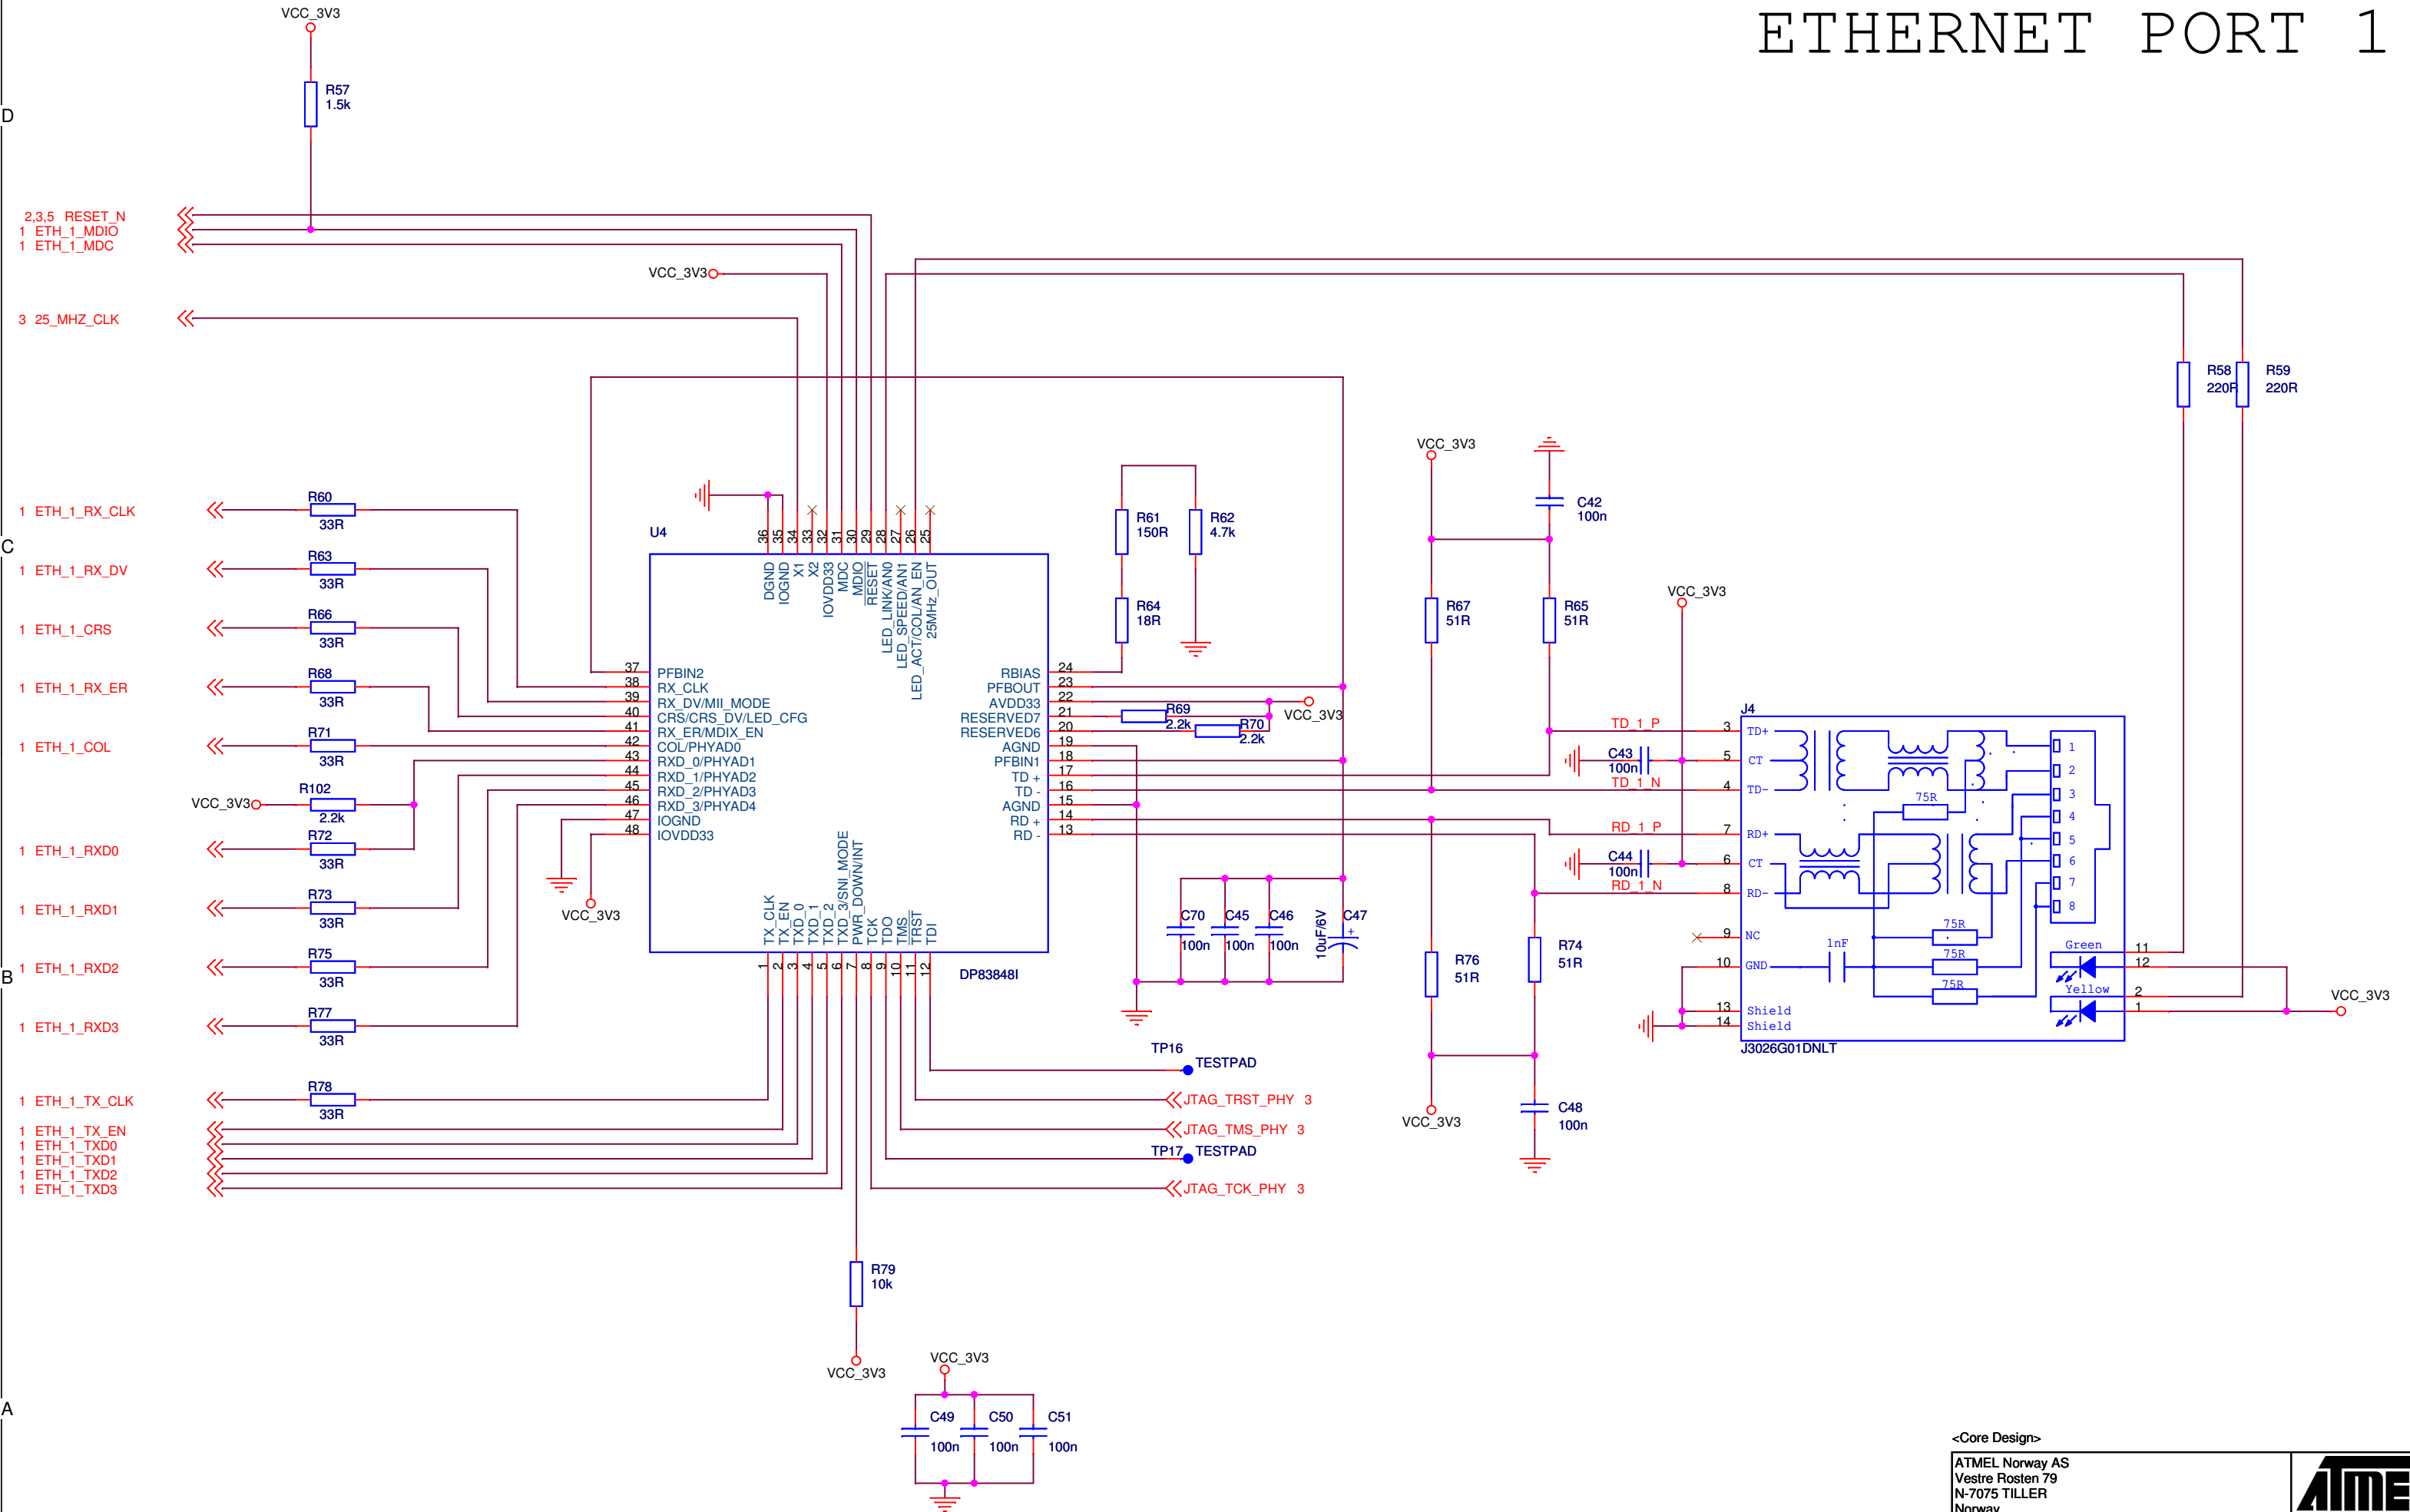 ETHERNET PORT 1
VCC_3V3
R57
1.5k
D
2,3,5 RESET_N
1 ETH_1_MDIO
1 ETH_1_MDC
VCC_3V3
3 25_MHZ_CLK
R58
220R
R59
220R
VCC_3V3
C42
100n
R67
51R
R65
51R
R61
150R
R62
4.7k
R64
18R
C
1 ETH_1_RX_CLK
R60
33R
1 ETH_1_RX_DV
R63
33R
1 ETH_1_CRS
R66
33R
1 ETH_1_RX_ER
R68
33R
1 ETH_1_COL
R71
33R
VCC_3V3
R102
2.2k
1 ETH_1_RXD0
R72
33R
1 ETH_1_RXD1
R73
33R
1 ETH_1_RXD2
R75
33R
1 ETH_1_RXD3
R77
33R
1 ETH_1_TX_CLK
R78
33R
1 ETH_1_TX_EN
1 ETH_1_TXD0
1 ETH_1_TXD1
1 ETH_1_TXD2
1 ETH_1_TXD3
U4
36 DGND
35 IOGND
34 X1
33 X2
32 IOVDD33
31 MDC
30 MDIO
29 RESET
28 LED_LINK/AN0
27 LED_SPEED/AN1
26 LED_ACT/COL/AN_EN
25 25MHz_OUT
37 PFBIN2
38 RX_CLK
39 RX_DV/MII_MODE
40 CRS/CRS_DV/LED_CFG
41 RX_ER/MDIX_EN
42 COL/PHYAD0
43 RXD_0/PHYAD1
44 RXD_1/PHYAD2
45 RXD_2/PHYAD3
46 RXD_3/PHYAD4
47 IOGND
48 IOVDD33
VCC_3V3
RBIAS 24
PFBOUT 23
AVDD33 22
RESERVED7 21
RESERVED6 20
AGND 19
PFBIN1 18
TD + 17
TD - 16
AGND 15
RD + 14
RD - 13
TX_CLK 1
TX_EN 2
TXD_0 3
TXD_1 4
TXD_2 5
TXD_3/SNI_MODE 6
PWR_DOWN/INT 7
TCK 8
TDO 9
TMS 10
TRST 11
TDI 12
DP83848I
R69
2.2k
R70
2.2k
VCC_3V3
C70
100n
C45
100n
C46
100n
10uF/6V
C47
+
R76
51R
R74
51R
VCC_3V3
C48
100n
TP16
TESTPAD
JTAG_TRST_PHY 3
JTAG_TMS_PHY 3
TP17
TESTPAD
JTAG_TCK_PHY 3
VCC_3V3
J4
TD_1_P
3 TD+
C43
100n
5 CT
TD_1_N
4 TD-
RD_1_P
7 RD+
C44
100n
6 CT
RD_1_N
8 RD-
9 NC
10 GND
13 Shield
14 Shield
J3026G01DNLT
1nF
75R
75R
75R
75R
1
2
3
4
5
6
7
8
Green
11
12
Yellow
2
1
VCC_3V3
B
R79
10k
VCC_3V3
VCC_3V3
C49
100n
C50
100n
C51
100n
A
<Core Design>
ATMEL Norway AS
Vestre Rosten 79
N-7075 TILLER
Norway